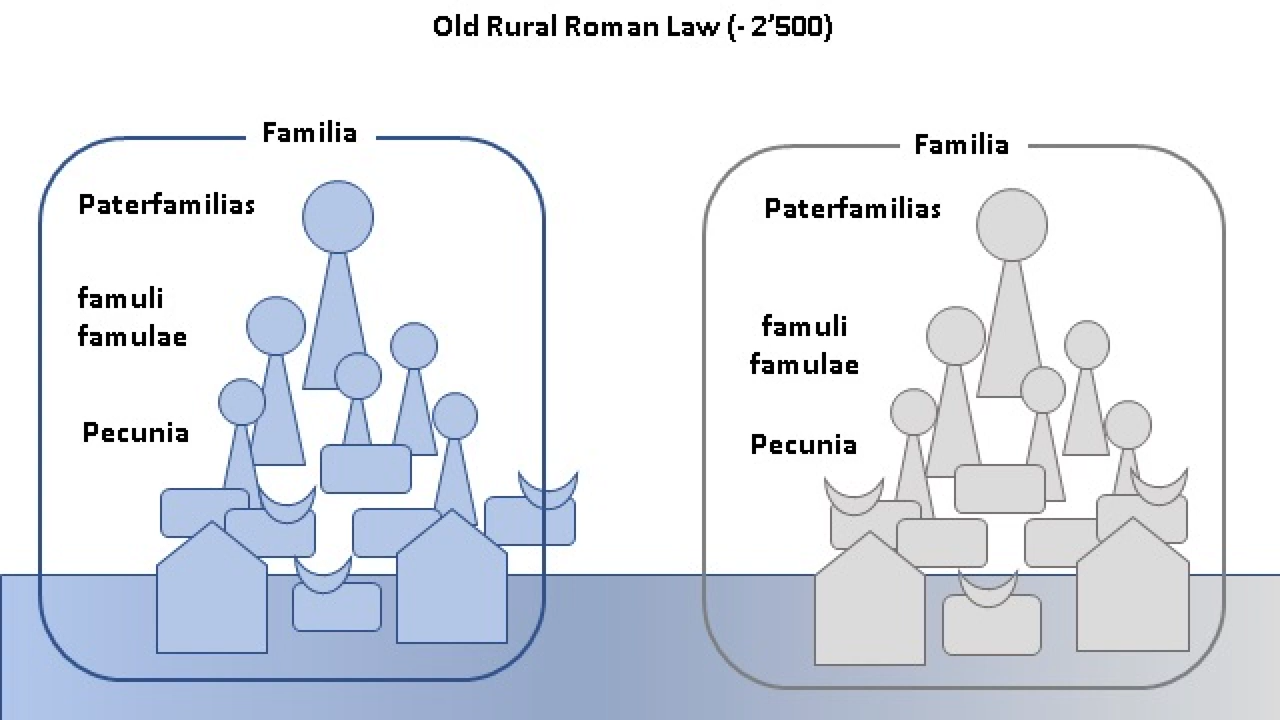 Old Rural Roman Law (- 2’500)
Familia
Paterfamilias
famuli
famulae
Pecunia
Familia
Paterfamilias
famuli
famulae
Pecunia